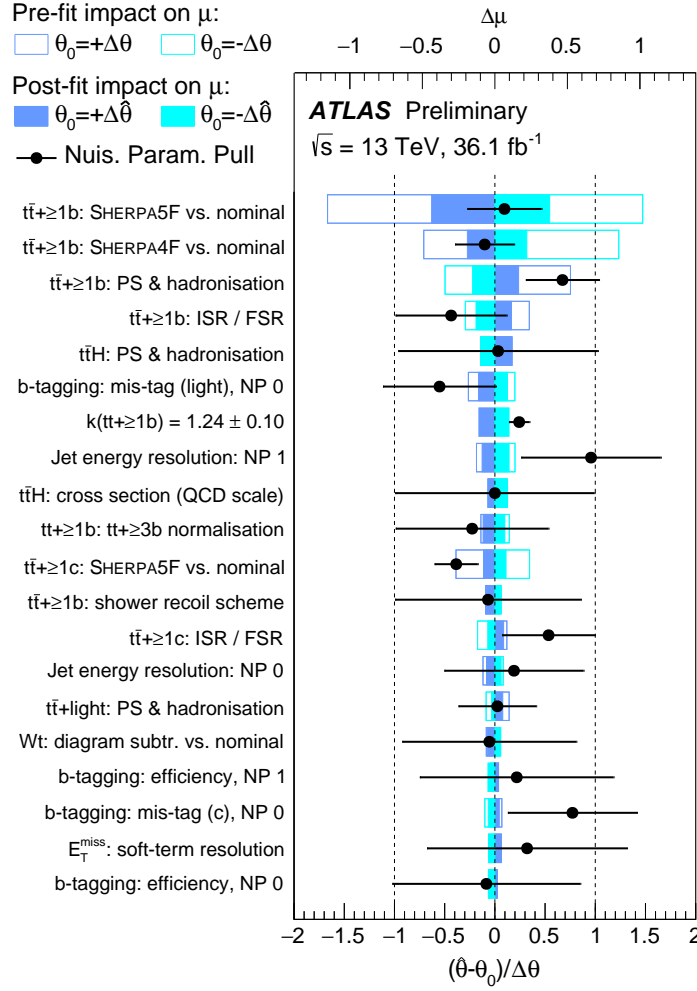 Pre-fit impact on μ:
θ₀=+Δθ θ₀=-Δθ
Post-fit impact on μ:
θ₀=+Δθ̂ θ₀=-Δθ̂
Nuis. Param. Pull
Δμ
−1 −0.5 0 0.5 1
ATLAS Preliminary
√s = 13 TeV, 36.1 fb⁻¹
tt̄+≥1b: SHERPA5F vs. nominal
tt̄+≥1b: SHERPA4F vs. nominal
tt̄+≥1b: PS & hadronisation
tt̄+≥1b: ISR / FSR
tt̄H: PS & hadronisation
b-tagging: mis-tag (light), NP 0
k(tt+≥1b) = 1.24 ± 0.10
Jet energy resolution: NP 1
tt̄H: cross section (QCD scale)
tt+≥1b: tt+≥3b normalisation
tt̄+≥1c: SHERPA5F vs. nominal
tt̄+≥1b: shower recoil scheme
tt̄+≥1c: ISR / FSR
Jet energy resolution: NP 0
tt̄+light: PS & hadronisation
Wt: diagram subtr. vs. nominal
b-tagging: efficiency, NP 1
b-tagging: mis-tag (c), NP 0
E_T^miss: soft-term resolution
b-tagging: efficiency, NP 0
−2 −1.5 −1 −0.5 0 0.5 1 1.5 2
(θ̂-θ₀)/Δθ